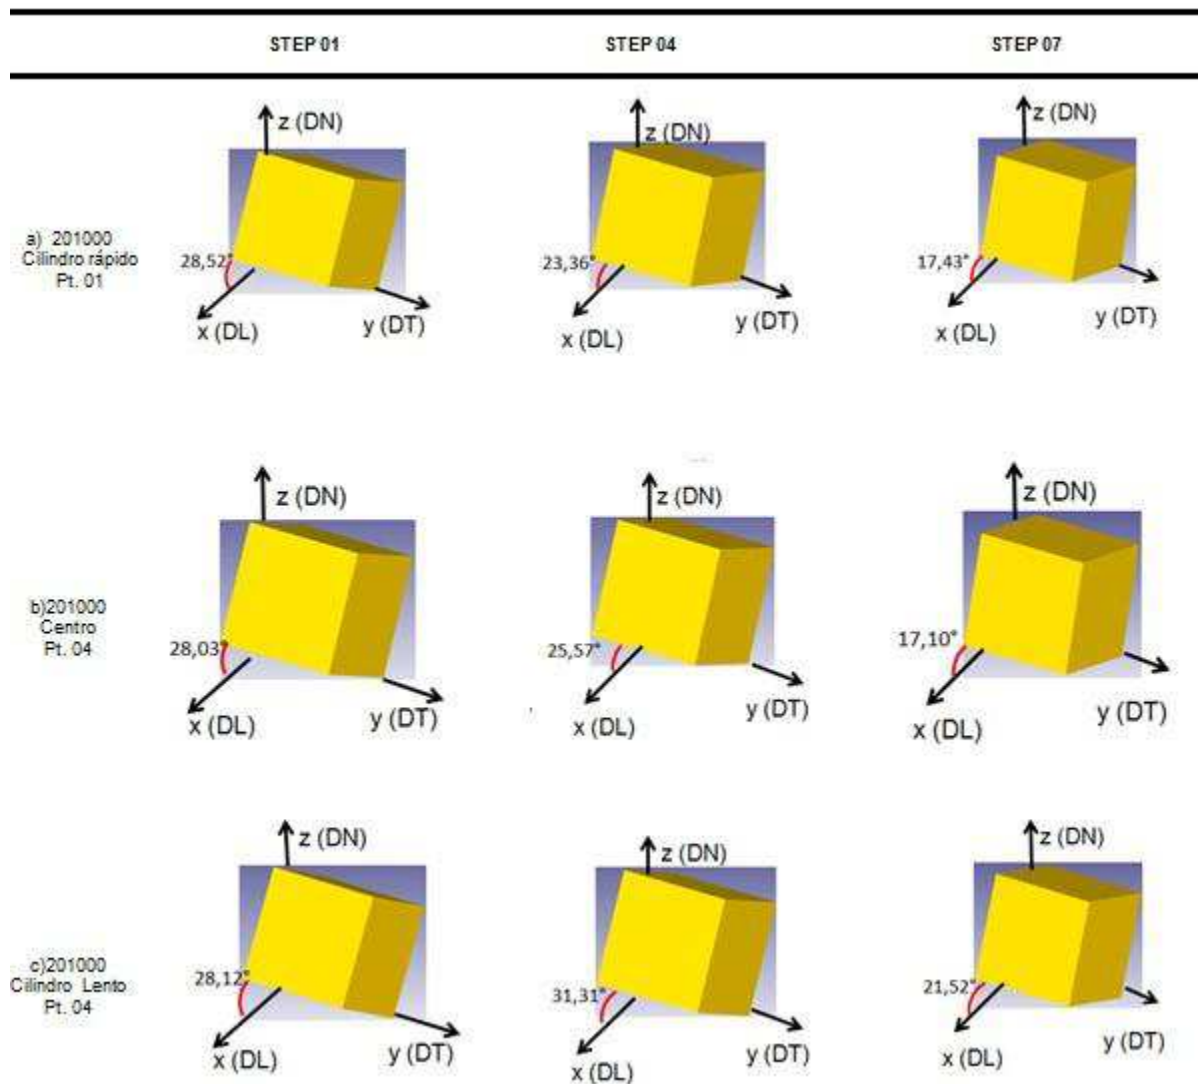 STEP 01 STEP 04 STEP 07
z (DN) z (DN) z (DN)
a) 201000
Cilindro rápido
Pt. 01
28,52° 23,36° 17,43°
x (DL) y (DT) x (DL) y (DT) x (DL) y (DT)
z (DN) z (DN) z (DN)
b)201000
Centro
Pt. 04
28,03° 25,57° 17,10°
x (DL) y (DT) x (DL) y (DT) x (DL) y (DT)
z (DN) z (DN) z (DN)
c)201000
Cilindro Lento
Pt. 04
28,12° 31,31° 21,52°
x (DL) y (DT) x (DL) y (DT) x (DL) y (DT)